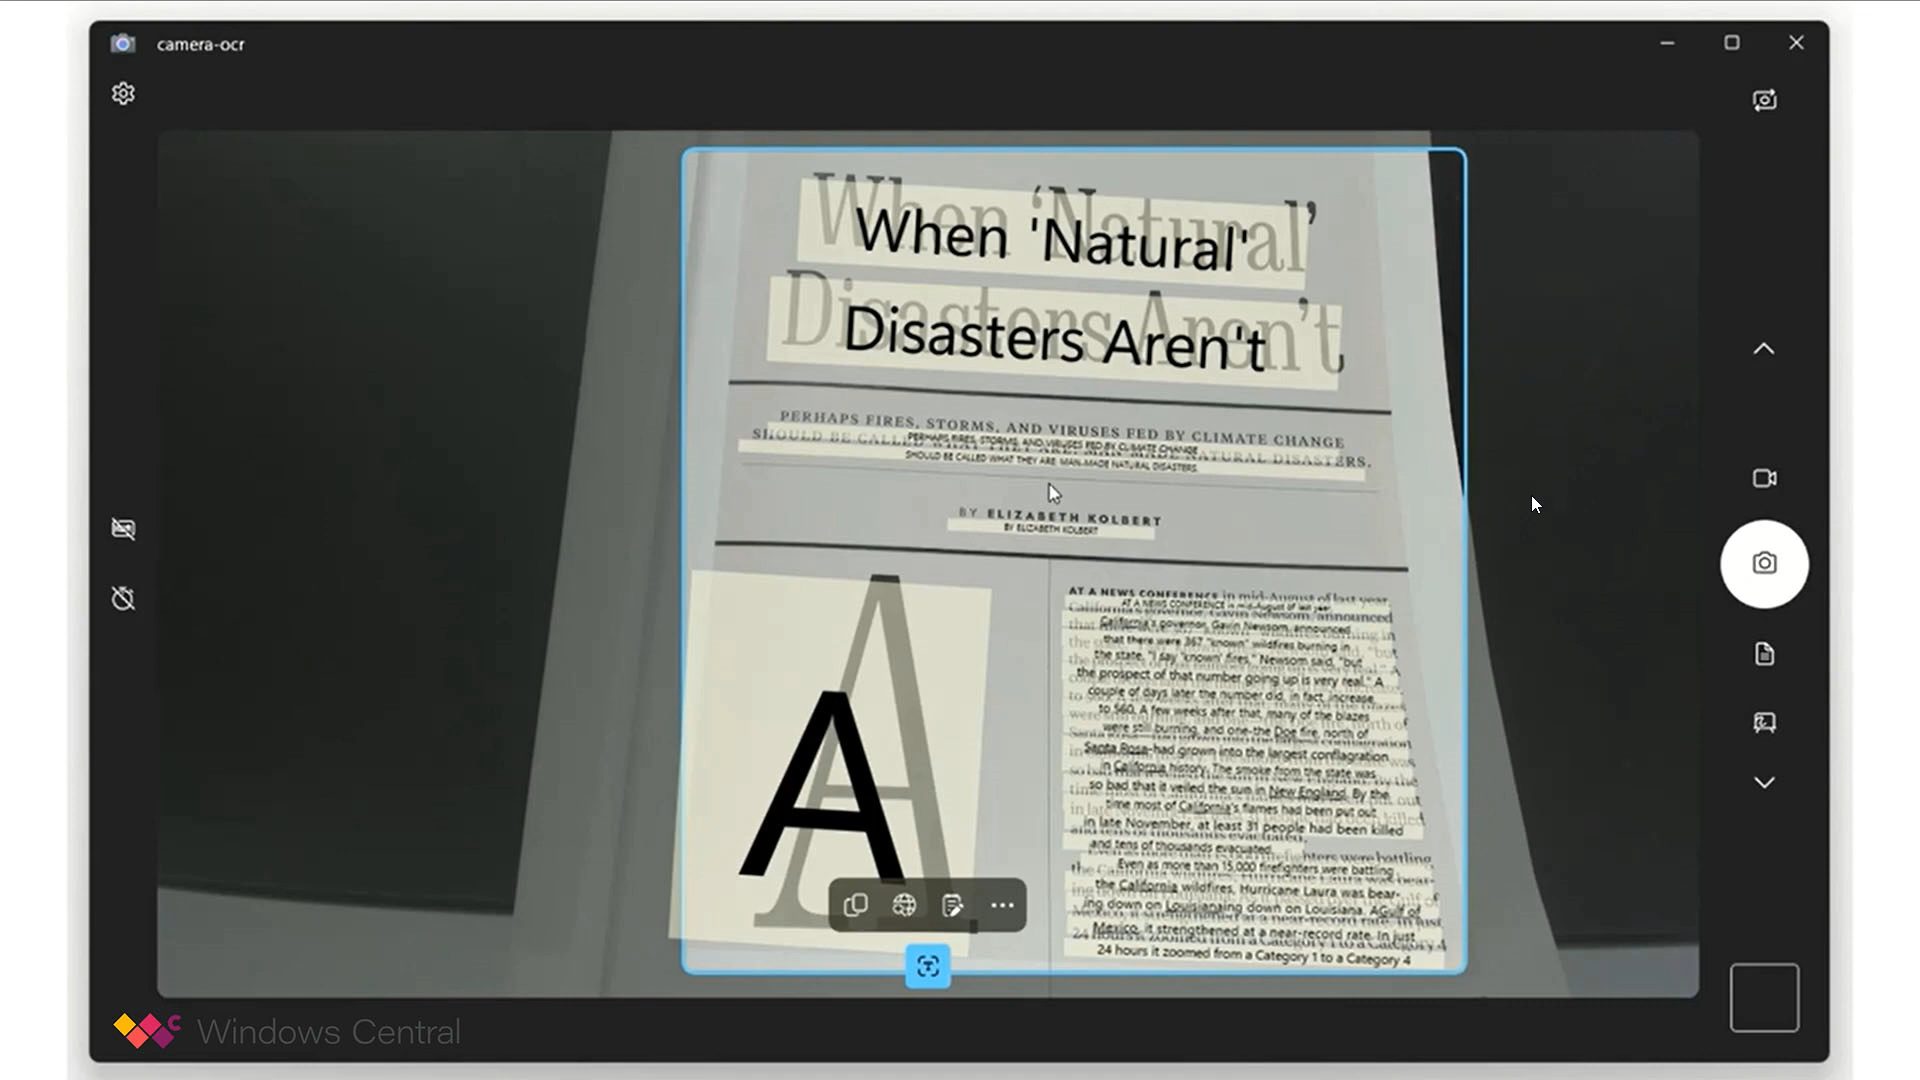 camera-ocr
When 'Natural'
Disasters Aren't
PERHAPS FIRES, STORMS, AND VIRUSES FED BY CLIMATE CHANGE
SHOULD BE CALLED WHAT THEY ARE: MAN-MADE NATURAL DISASTERS.
BY ELIZABETH KOLBERT
A
AT A NEWS CONFERENCE in mid-August of last year,
California's governor, Gavin Newsom, announced
that there were 367 "known" wildfires burning in
the state. "I say 'known' fires," Newsom said, "but
the prospect of that number going up is very real." A
couple of days later the number did, in fact, increase,
to 560. A few weeks after that, many of the blazes
were still burning, and one-the Doe fire, north of
Santa Rosa-had grown into the largest conflagration
in California history. The smoke from the state was
so bad that it veiled the sun in New England. By the
time most of California's flames had been put out,
in late November, at least 31 people had been killed
and tens of thousands evacuated.
Even as more than 15,000 firefighters were battling
the California wildfires, Hurricane Laura was bear-
ing down on Louisianaing down on Louisiana. AGulf of
Mexico, it strengthened at a near-record rate. In just
24 hours it zoomed from a Category 1 to a Category 4
Windows Central